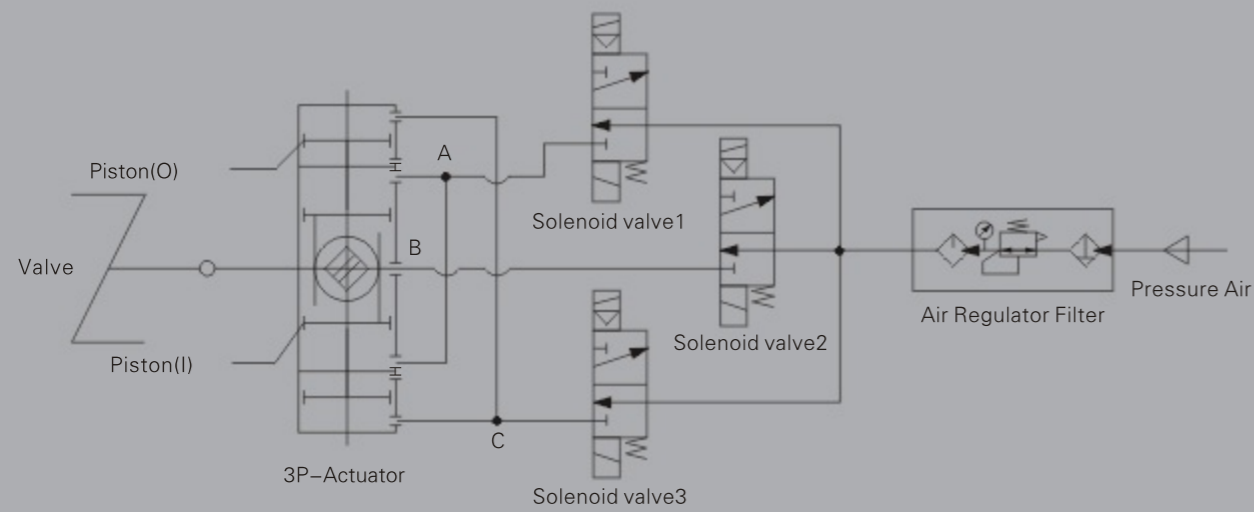 A
Piston(O)
Solenoid valve1
B
Valve
Pressure Air
Air Regulator Filter
Solenoid valve2
Piston(I)
C
3P-Actuator
Solenoid valve3